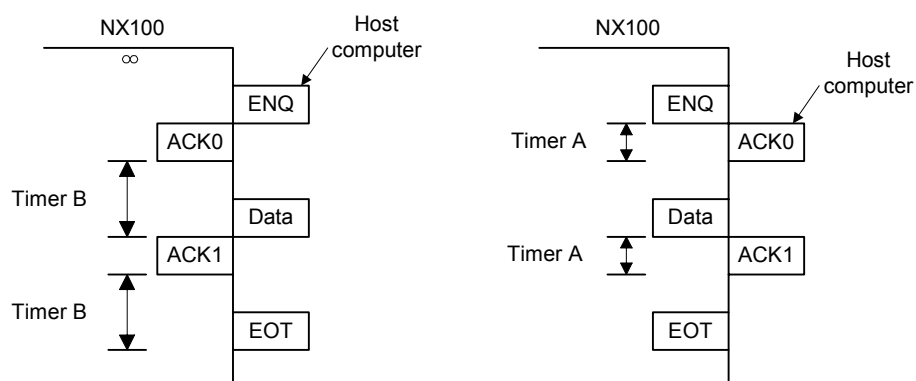 NX100
∞
Host
computer
ENQ
ACK0
Timer B
Data
ACK1
Timer B
EOT
NX100
Host
computer
ENQ
Timer A
ACK0
Data
Timer A
ACK1
EOT